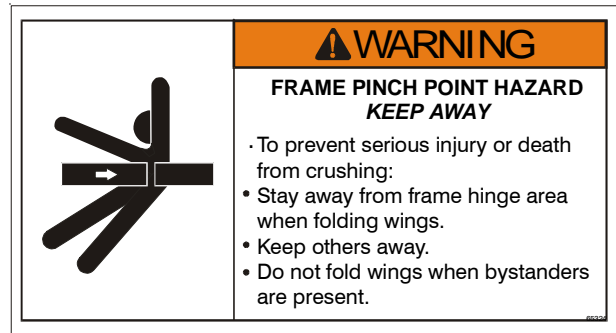 WARNING
FRAME PINCH POINT HAZARD
KEEP AWAY
· To prevent serious injury or death
from crushing:
• Stay away from frame hinge area
when folding wings.
• Keep others away.
• Do not fold wings when bystanders
are present.